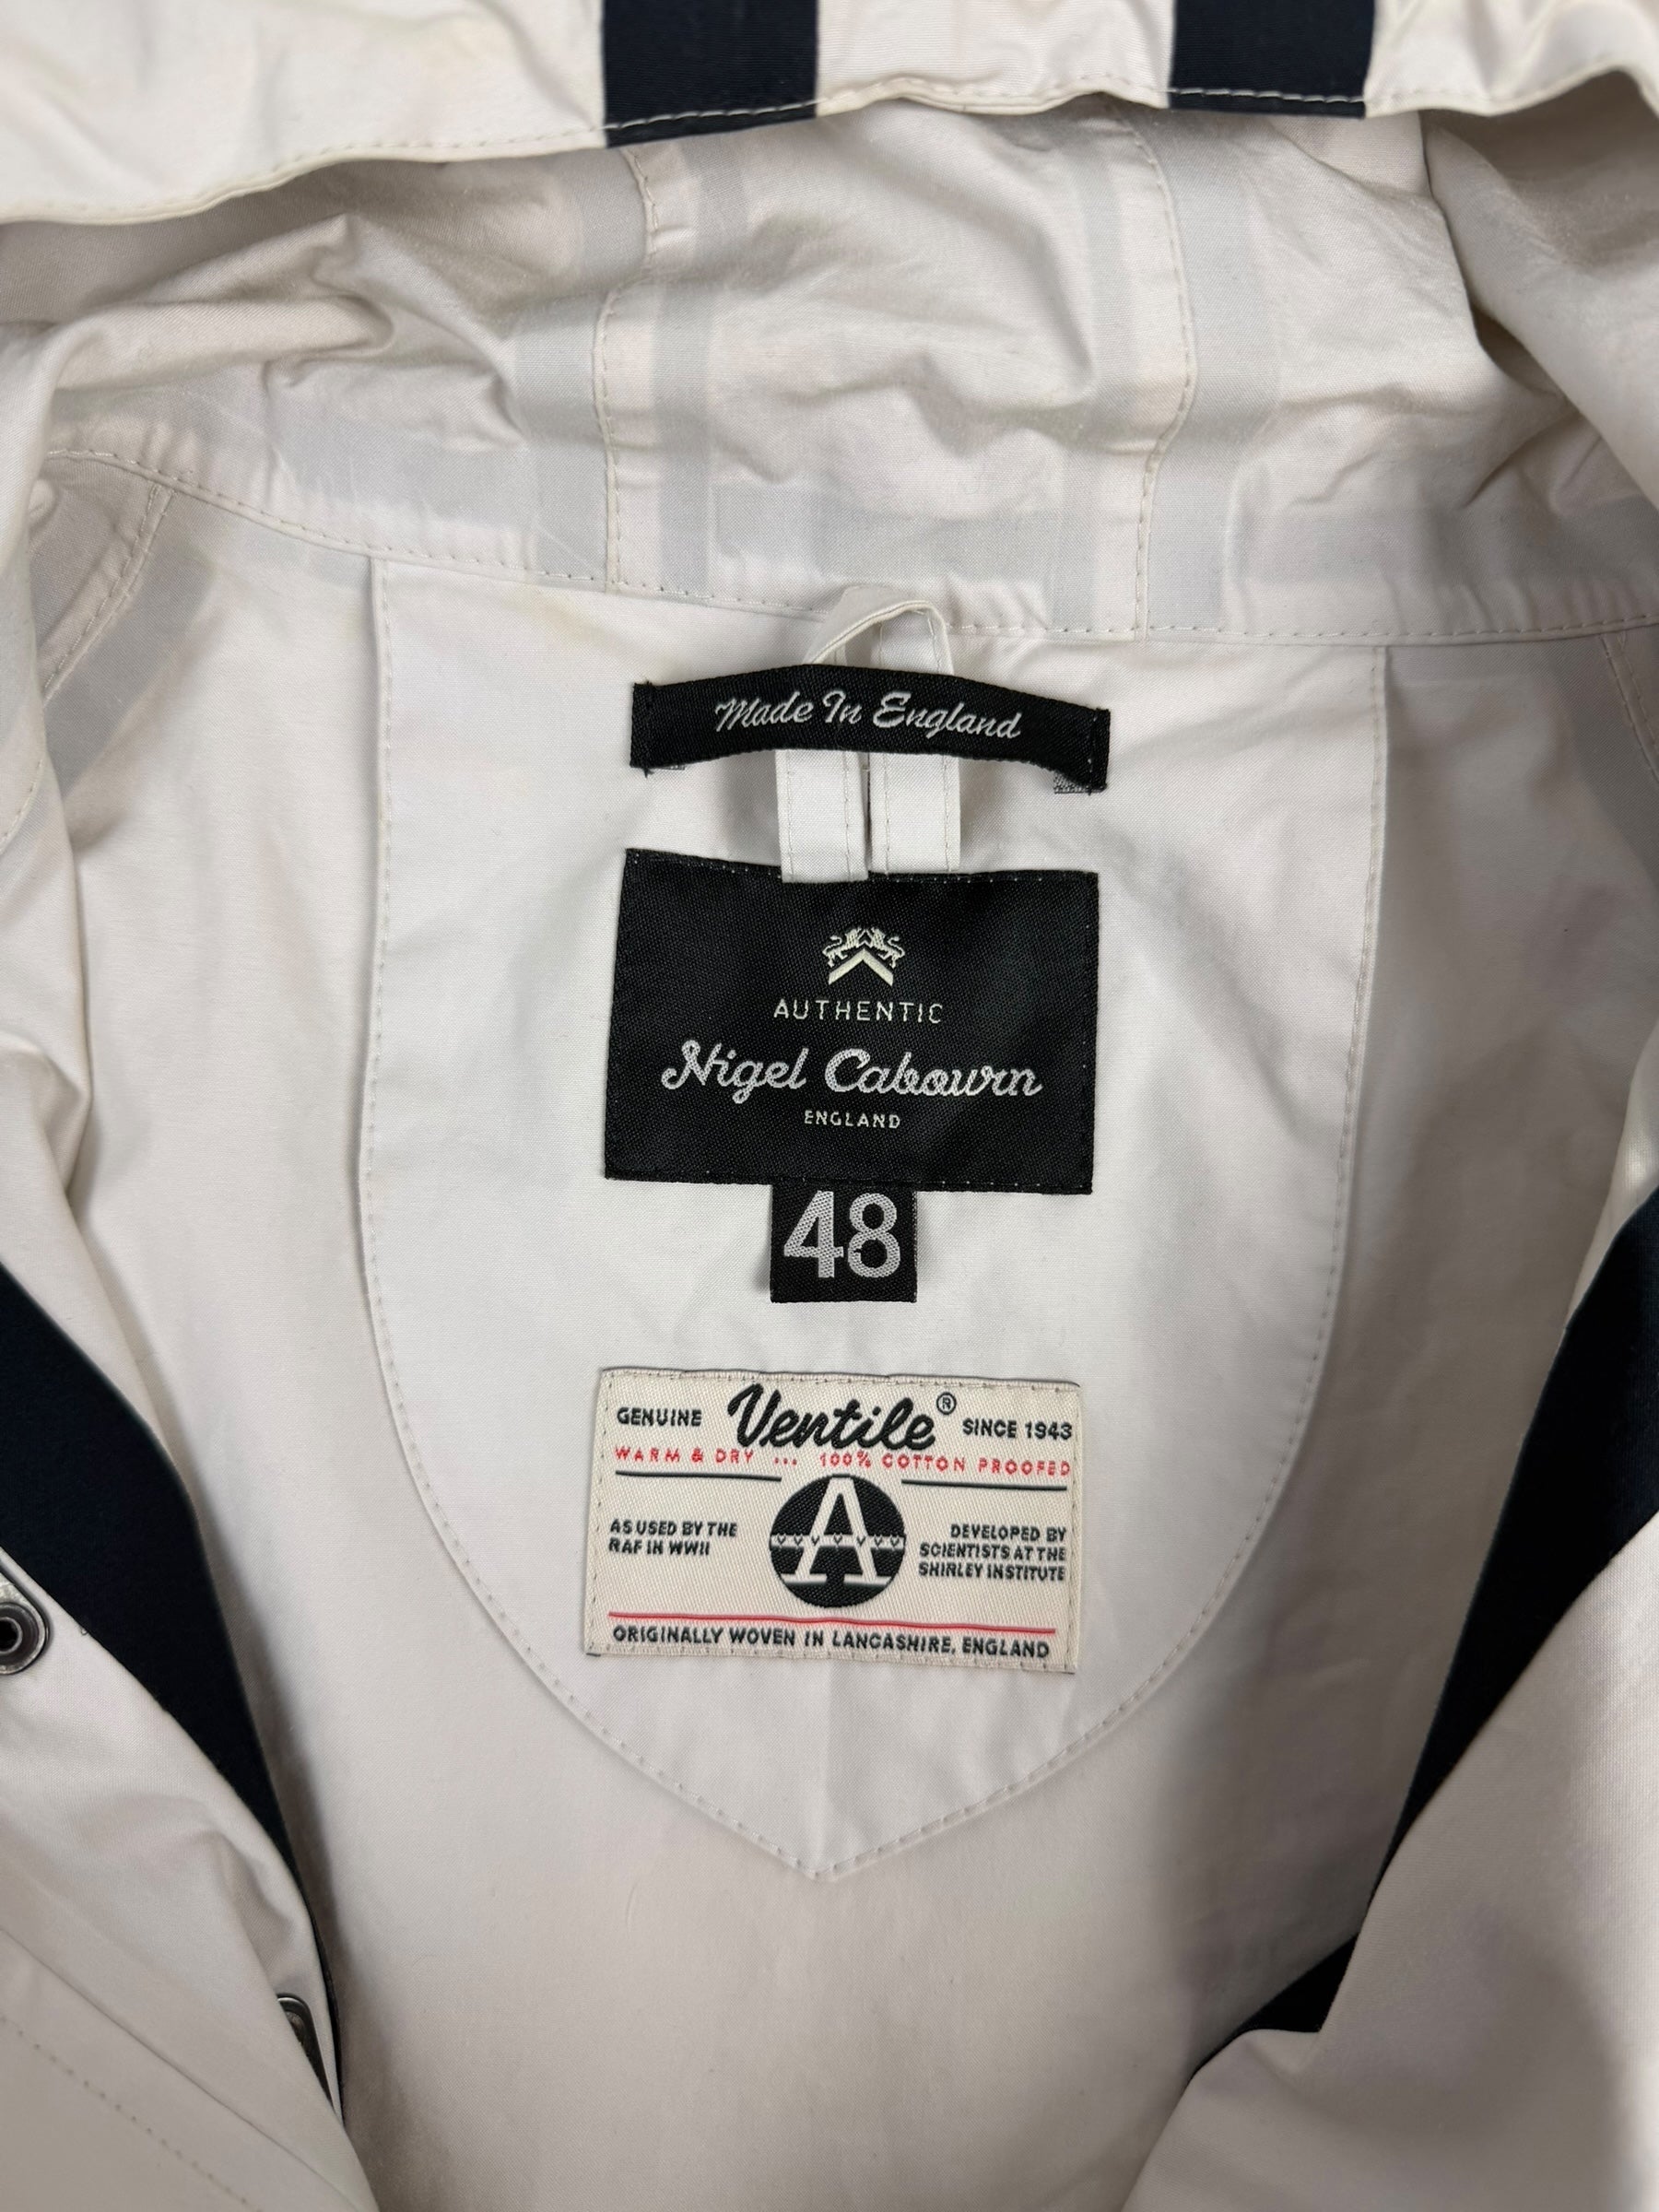 Made In England
AUTHENTIC
Nigel Cabourn
ENGLAND
48
GENUINE Ventile® SINCE 1943
WARM & DRY ... 100% COTTON PROOFED
A
AS USED BY THE
RAF IN WWII
DEVELOPED BY
SCIENTISTS AT THE
SHIRLEY INSTITUTE
ORIGINALLY WOVEN IN LANCASHIRE, ENGLAND